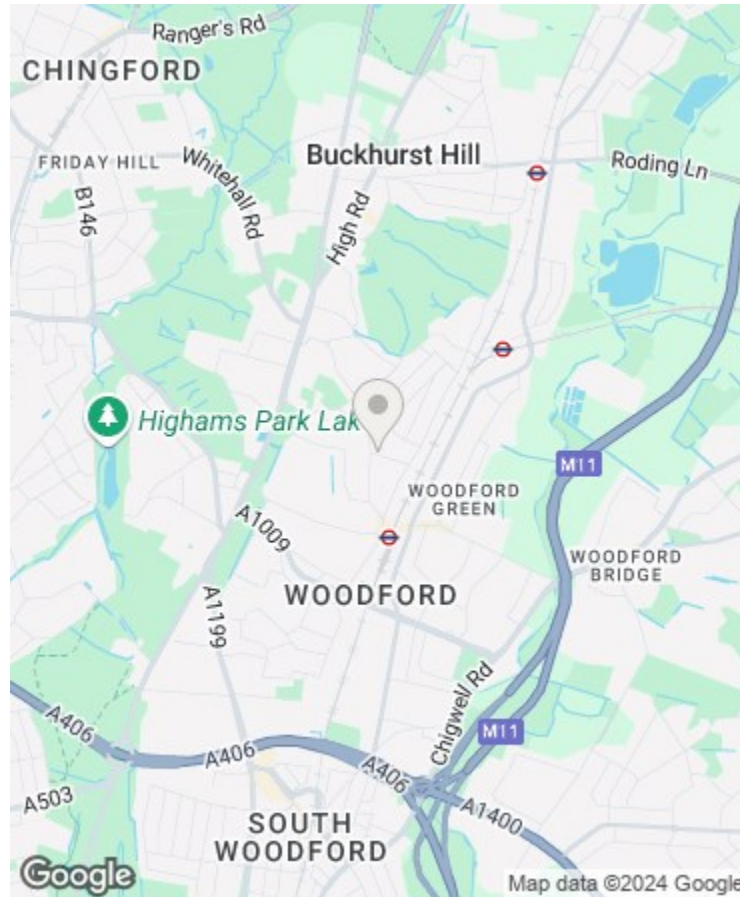 Ranger's Rd
CHINGFORD
Buckhurst Hill
FRIDAY HILL
Whitehall Rd
Roding Ln
B146
High Rd
Highams Park Lak
M11
WOODFORD
GREEN
A1009
WOODFORD
BRIDGE
WOODFORD
A1199
Chigwell Rd
A406
M11
A406
A406
A503
A1400
SOUTH
WOODFORD
Google
Map data ©2024 Google